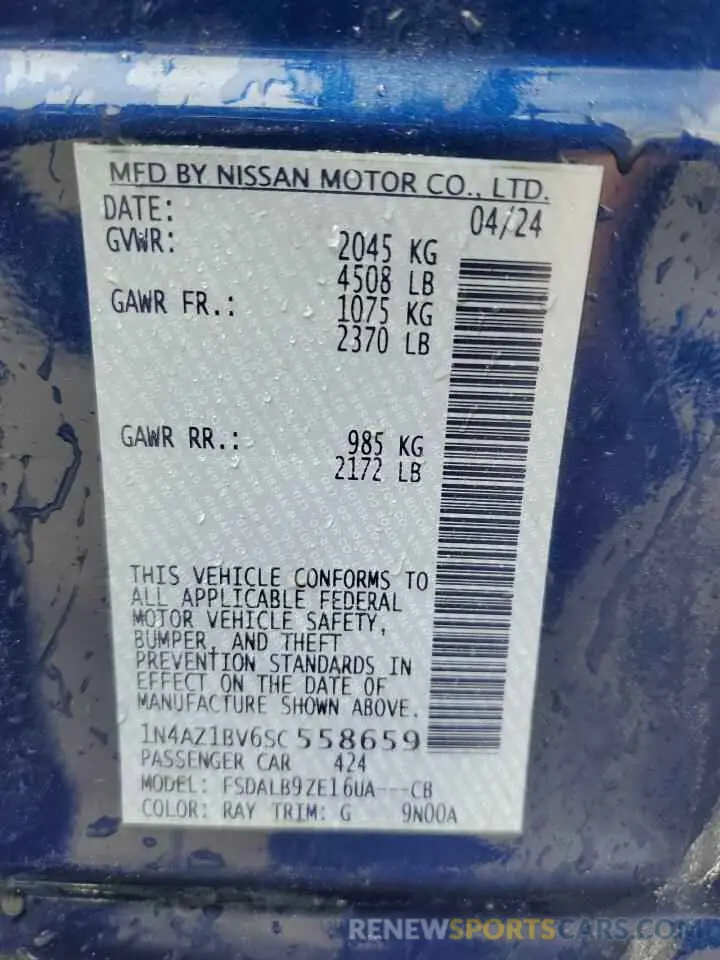 MFD BY NISSAN MOTOR CO., LTD.
DATE: 04/24
GVWR: 2045 KG
4508 LB
GAWR FR.: 1075 KG
2370 LB
GAWR RR.: 985 KG
2172 LB
THIS VEHICLE CONFORMS TO
ALL APPLICABLE FEDERAL
MOTOR VEHICLE SAFETY,
BUMPER, AND THEFT
PREVENTION STANDARDS IN
EFFECT ON THE DATE OF
MANUFACTURE SHOWN ABOVE.
1N4AZ1BV6SC558659
PASSENGER CAR 424
MODEL: FSDALB9ZE16UA---CB
COLOR: RAY TRIM: G 9N00A
RENEWSPORTSCARS.COM